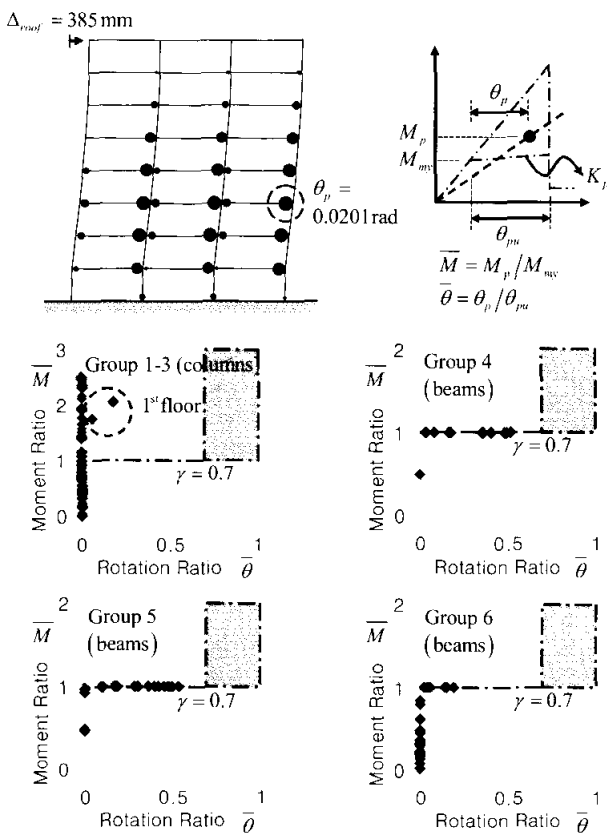 Δroof = 385 mm
θp =
0.0201 rad
θp
Mp
Mmy
θpu
M̅ = Mp/Mmy
θ̅ = θp/θpu
3
M̅
Group 1-3 (columns)
2
1st floor
1
γ = 0.7
0
Moment Ratio
0
0.5
1
Rotation Ratio θ̅
2
M̅
Group 4
(beams)
1
γ = 0.7
0
Moment Ratio
0
0.5
1
Rotation Ratio θ̅
2
M̅
Group 5
(beams)
1
γ = 0.7
0
Moment Ratio
0
0.5
1
Rotation Ratio θ̅
2
M̅
Group 6
(beams)
1
γ = 0.7
0
Moment Ratio
0
0.5
1
Rotation Ratio θ̅